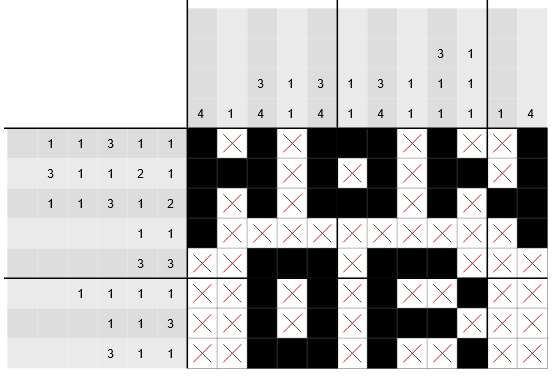 3 1
3 1 3 1 3 1 1 1
4 1 4 1 4 1 4 1 1 1 1 4
1 1 3 1 1
3 1 1 2 1
1 1 3 1 2
1 1
3 3
1 1 1 1
1 1 3
3 1 1